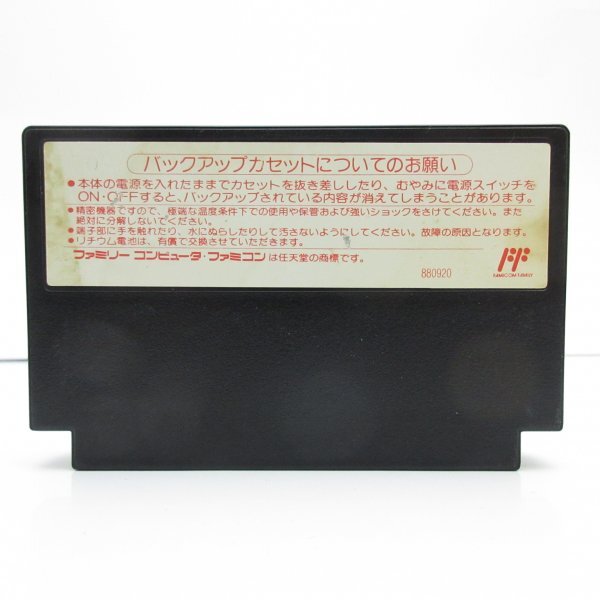 バックアップカセットについてのお願い
●本体の電源を入れたままでカセットを抜き差ししたり、むやみに電源スイッチを
ON・OFFすると、バックアップされている内容が消えてしまうことがあります。
●精密機器ですので、極端な温度条件下での使用や保管および強いショックをさけてください。また
絶対に分解しないでください。
●端子部に手を触れたり、水にぬらしたりして汚さないようにしてください。故障の原因となります。
●リチウム電池は、有償で交換させていただきます。
ファミリーコンピュータ・ファミコンは任天堂の商標です。
880920
FAMICOM FAMILY